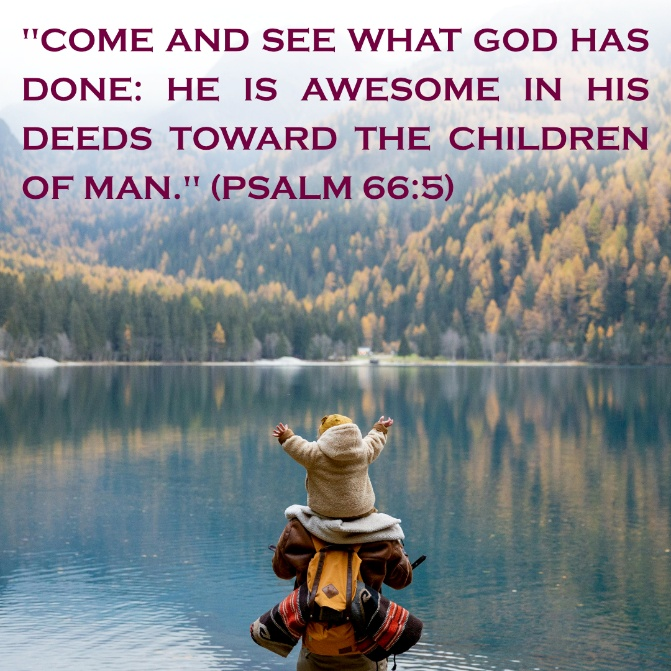 "COME AND SEE WHAT GOD HAS
DONE: HE IS AWESOME IN HIS
DEEDS TOWARD THE CHILDREN
OF MAN." (PSALM 66:5)